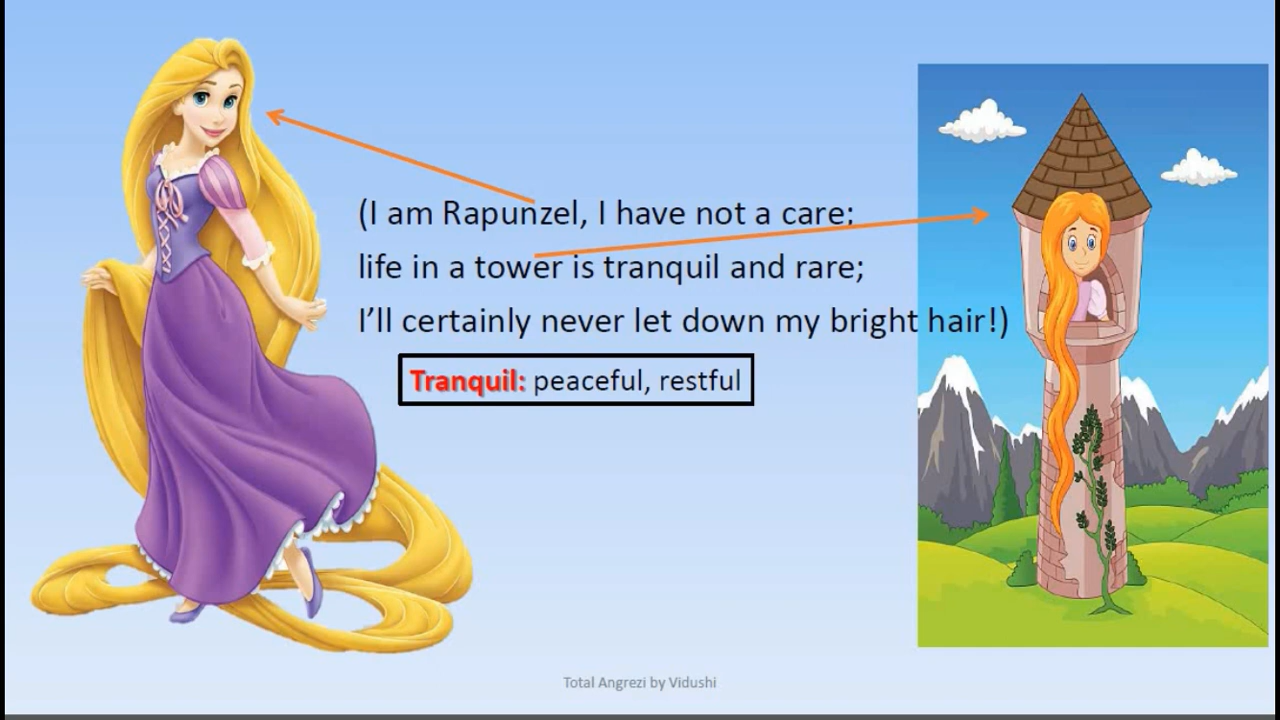 (I am Rapunzel, I have not a care;
life in a tower is tranquil and rare;
I’ll certainly never let down my bright hair!)
Tranquil: peaceful, restful
Total Angrezi by Vidushi